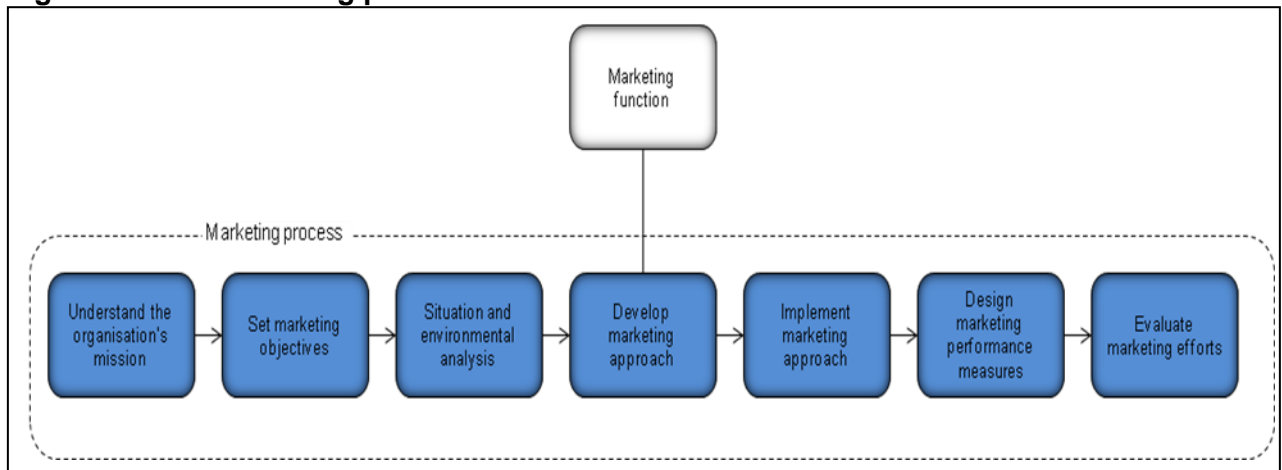 Marketing
function
Marketing process
Understand the
organisation's
mission
Set marketing
objectives
Situation and
environmental
analysis
Develop
marketing
approach
Implement
marketing
approach
Design
marketing
performance
measures
Evaluate
marketing efforts